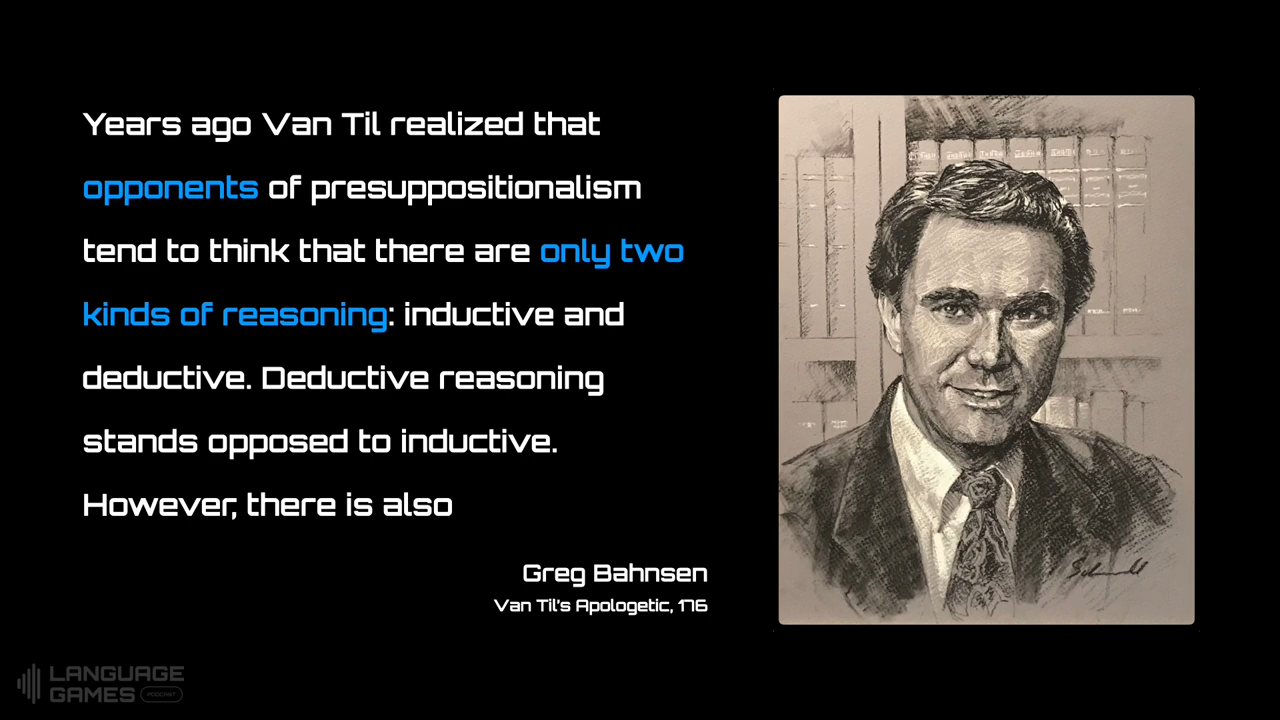 Years ago Van Til realized that
opponents of presuppositionalism
tend to think that there are only two
kinds of reasoning: inductive and
deductive. Deductive reasoning
stands opposed to inductive.
However, there is also
Greg Bahnsen
Van Til's Apologetic, 176
LANGUAGE
GAMES PODCAST